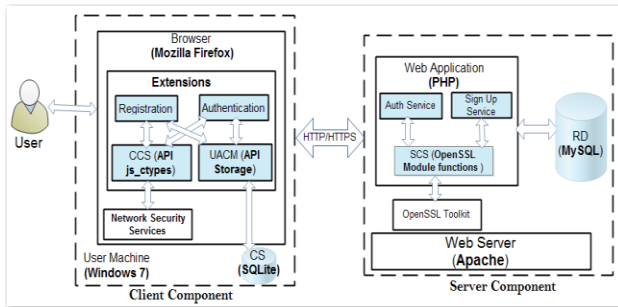 User
Browser
(Mozilla Firefox)
Extensions
Registration
Authentication
CCS (API
js_ctypes)
UACM (API
Storage)
Network Security
Services
User Machine
(Windows 7)
CS
(SQLite)
Client Component
HTTP/HTTPS
Web Application
(PHP)
Auth Service
Sign Up
Service
SCS (OpenSSL
Module functions )
OpenSSL Toolkit
RD
(MySQL)
Web Server
(Apache)
Server Component